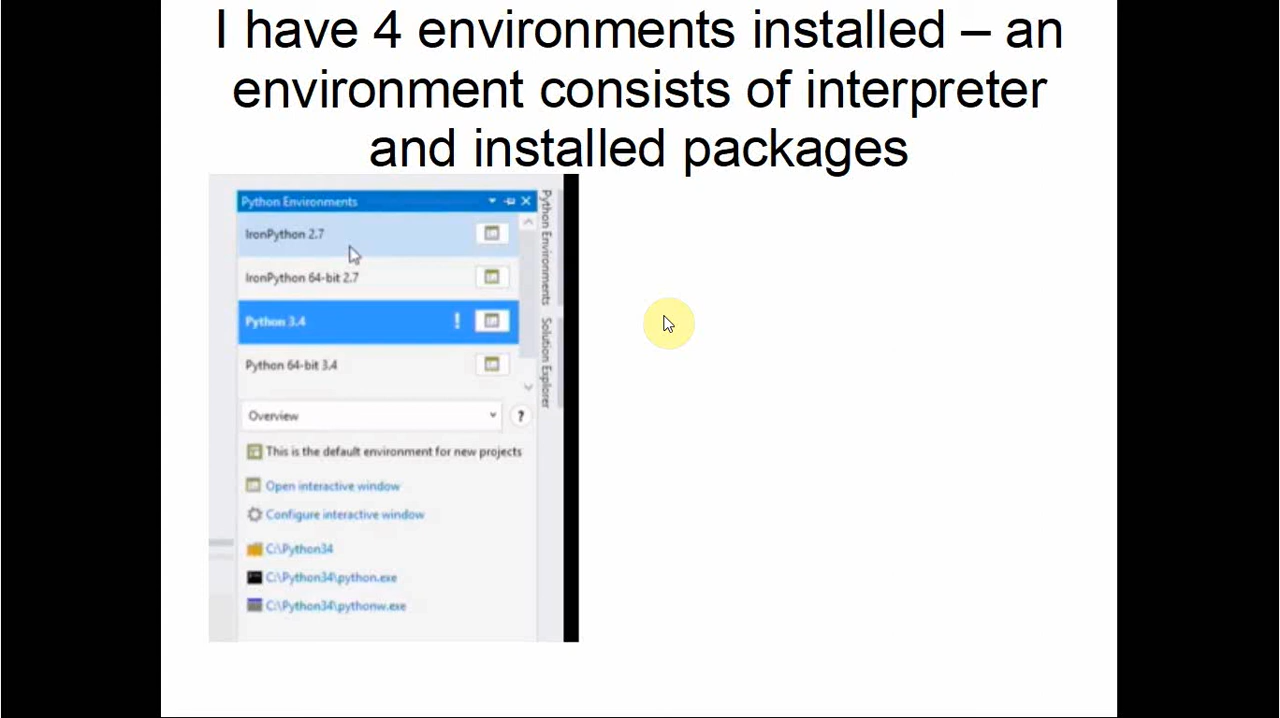 I have 4 environments installed – an
environment consists of interpreter
and installed packages
Python Environments
IronPython 2.7
IronPython 64-bit 2.7
Python 3.4
!
Python 64-bit 3.4
Overview
?
This is the default environment for new projects
Open interactive window
Configure interactive window
C:\Python34
C:\Python34\python.exe
C:\Python34\pythonw.exe
Python Environments
Solution Explorer